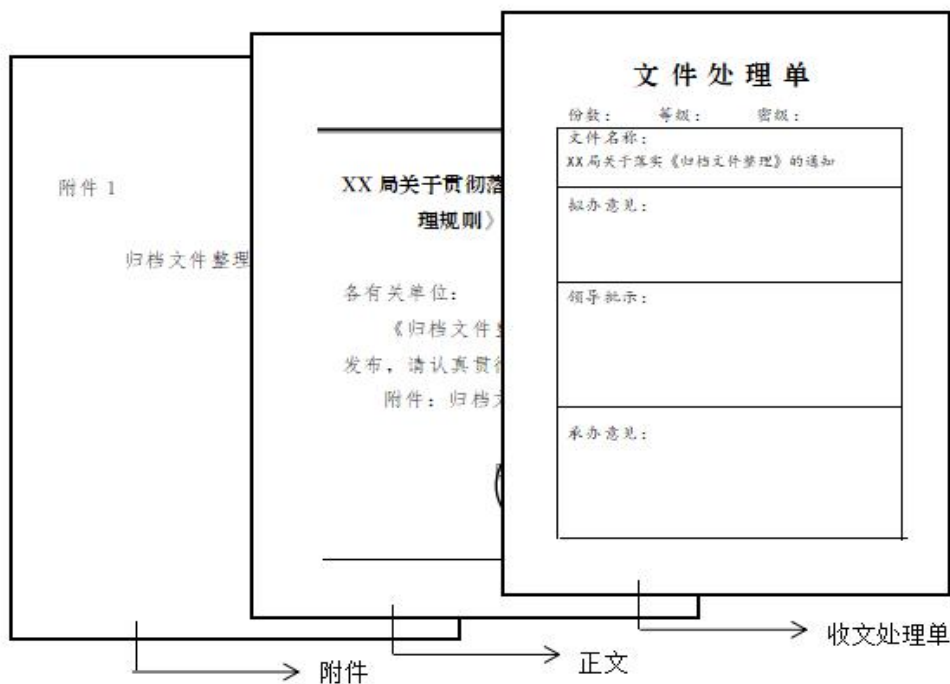 文件处理单
份数： 等级： 密级：
文件名称：
XX局关于落实《归档文件整理》的通知
拟办意见：
领导批示：
承办意见：
XX局关于贯彻落
理规则》
各有关单位：
《归档文件整
发布，请认真贯彻
附件：归档文
附件 1
归档文件整理
附件
正文
收文处理单